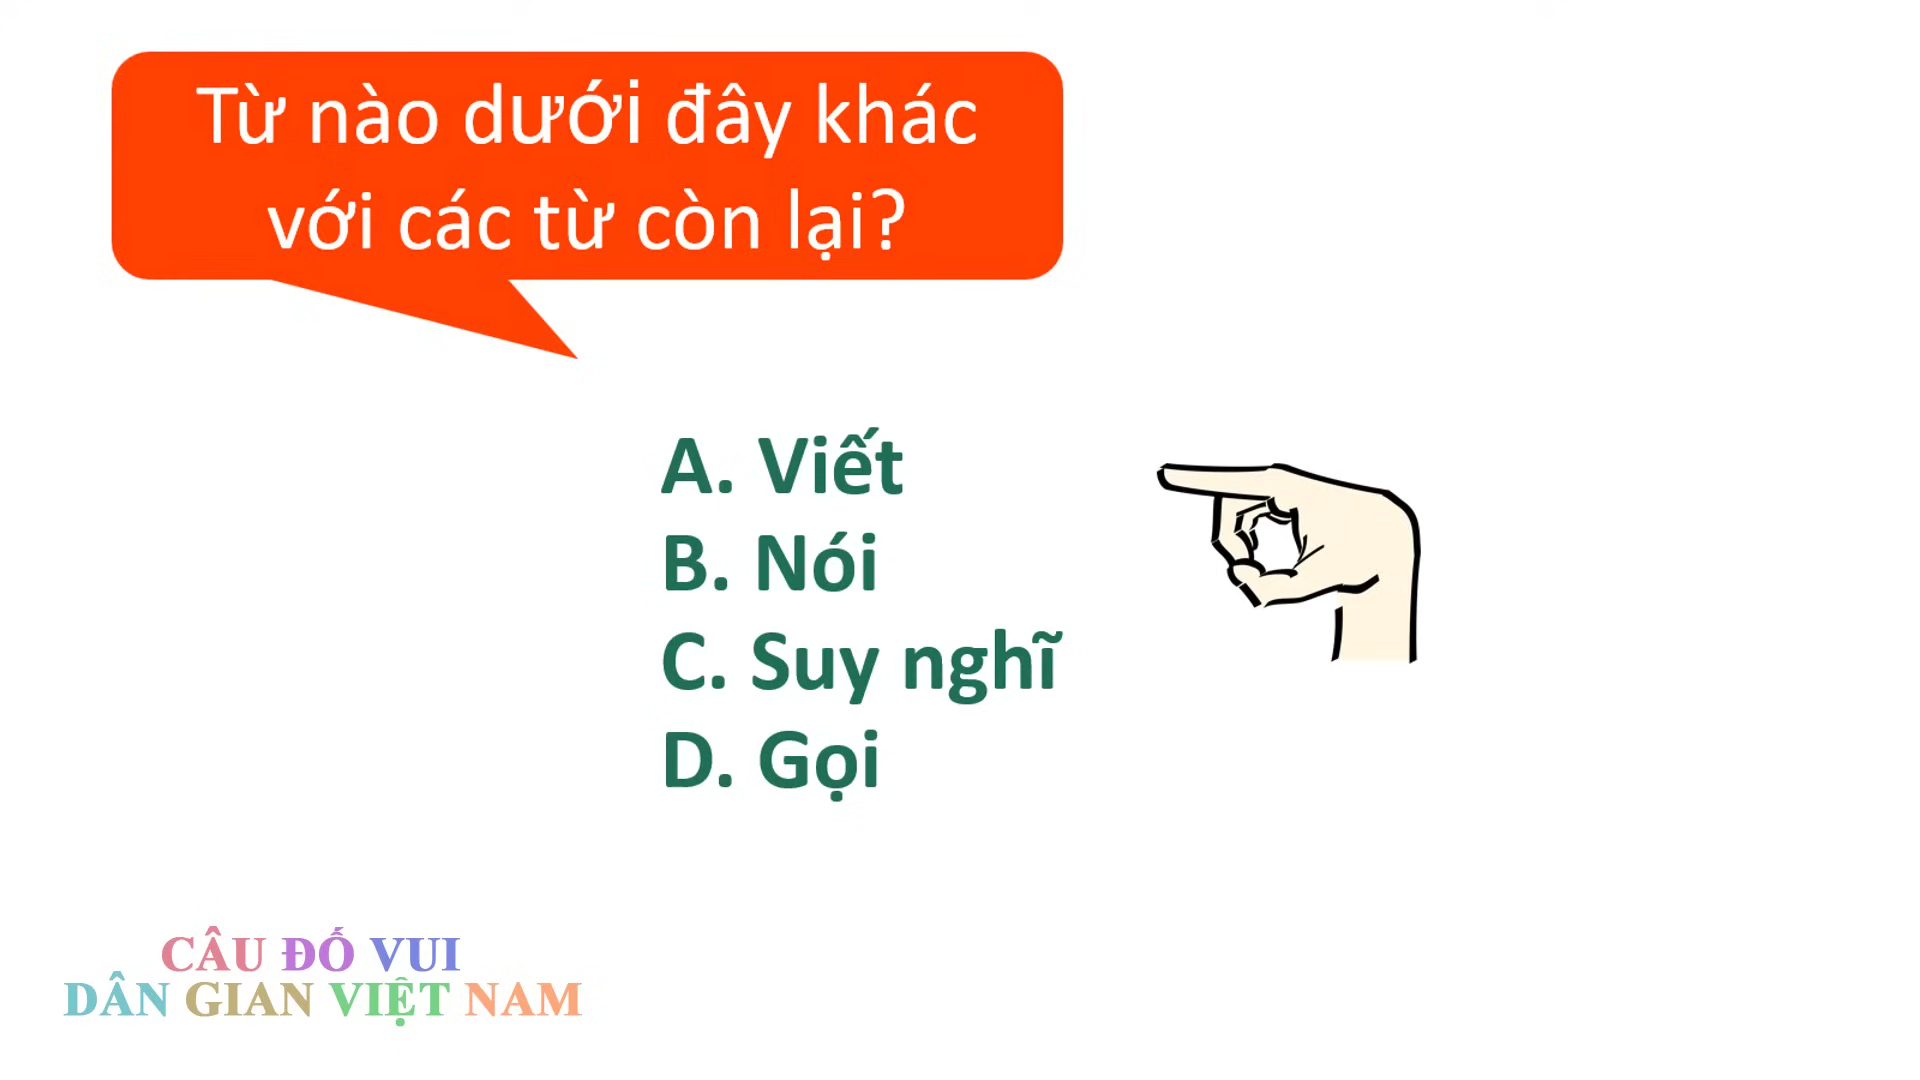 Từ nào dưới đây khác
với các từ còn lại?
A. Viết
B. Nói
C. Suy nghĩ
D. Gọi
CÂU ĐỐ VUI
DÂN GIAN VIỆT NAM